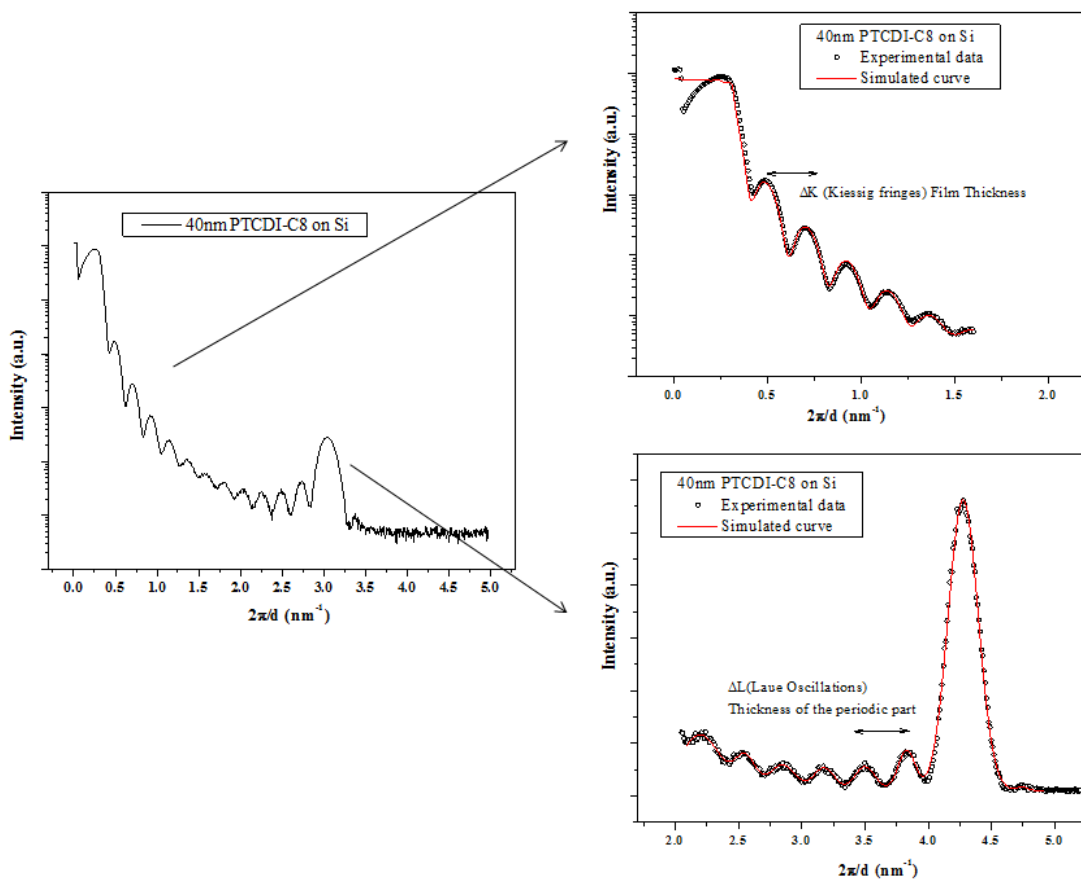 40nm PTCDI-C8 on Si
Intensity (a.u.)
0.0 0.5 1.0 1.5 2.0 2.5 3.0 3.5 4.0 4.5 5.0
2π/d (nm⁻¹)
40nm PTCDI-C8 on Si
Experimental data
Simulated curve
ΔK (Kiessig fringes) Film Thickness
Intensity (a.u.)
0.0 0.5 1.0 1.5 2.0
2π/d (nm⁻¹)
40nm PTCDI-C8 on Si
Experimental data
Simulated curve
ΔL(Laue Oscillations)
Thickness of the periodic part
Intensity (a.u.)
2.0 2.5 3.0 3.5 4.0 4.5 5.0
2π/d (nm⁻¹)